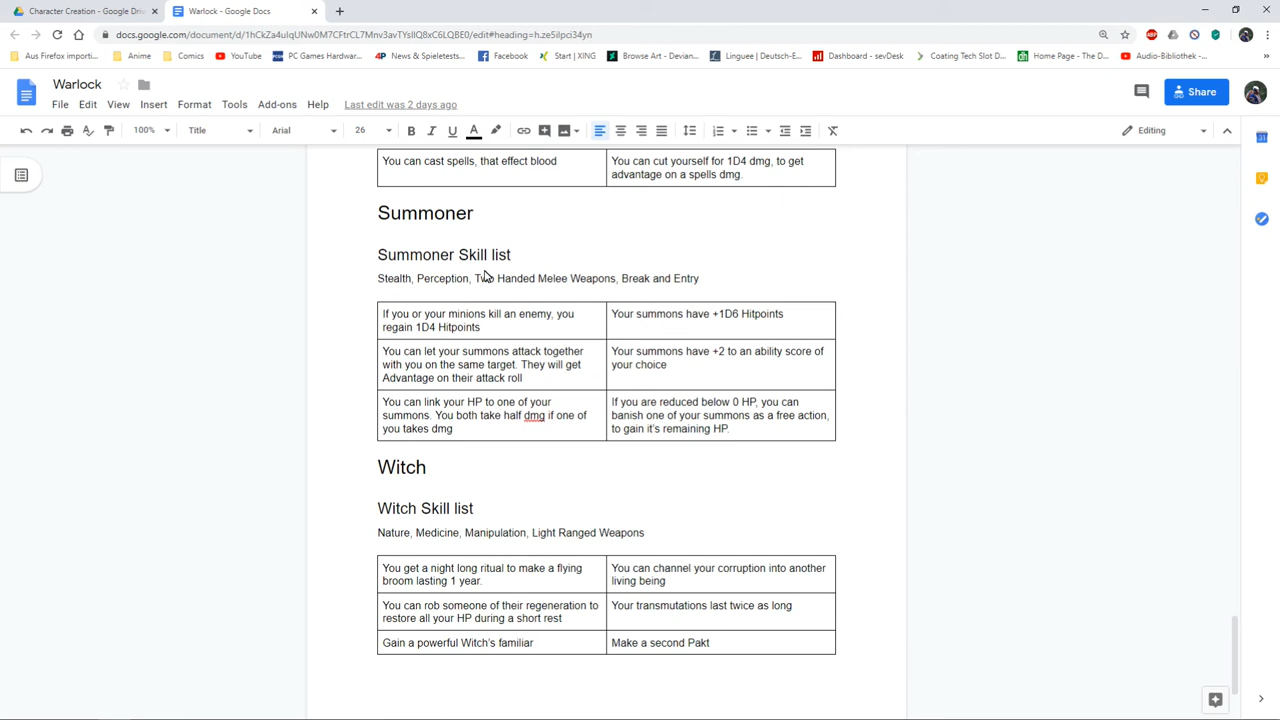 Character Creation - Google Driv
Warlock - Google Docs
docs.google.com/document/d/1hCkZa4uIqUNw0M7CFtrCL7Mnv3avTYsIIQ8xC6LQBE0/edit#heading=h.ze5ilpci34yn
Aus Firefox importi...
Anime
Comics
YouTube
PC Games Hardwar...
News & Spieletests...
Facebook
Start | XING
Browse Art - Devian...
Linguee | Deutsch-E...
Dashboard - sevDesk
Coating Tech Slot D...
Home Page - The D...
Audio-Bibliothek -...
Warlock
File Edit View Insert Format Tools Add-ons Help Last edit was 2 days ago
Share
100% Title Arial 26 B I U A Editing
You can cast spells, that effect blood
You can cut yourself for 1D4 dmg, to get
advantage on a spells dmg.
Summoner
Summoner Skill list
Stealth, Perception, Two Handed Melee Weapons, Break and Entry
If you or your minions kill an enemy, you
regain 1D4 Hitpoints
Your summons have +1D6 Hitpoints
You can let your summons attack together
with you on the same target. They will get
Advantage on their attack roll
Your summons have +2 to an ability score of
your choice
You can link your HP to one of your
summons. You both take half dmg if one of
you takes dmg
If you are reduced below 0 HP, you can
banish one of your summons as a free action,
to gain it's remaining HP.
Witch
Witch Skill list
Nature, Medicine, Manipulation, Light Ranged Weapons
You get a night long ritual to make a flying
broom lasting 1 year.
You can channel your corruption into another
living being
You can rob someone of their regeneration to
restore all your HP during a short rest
Your transmutations last twice as long
Gain a powerful Witch's familiar
Make a second Pakt